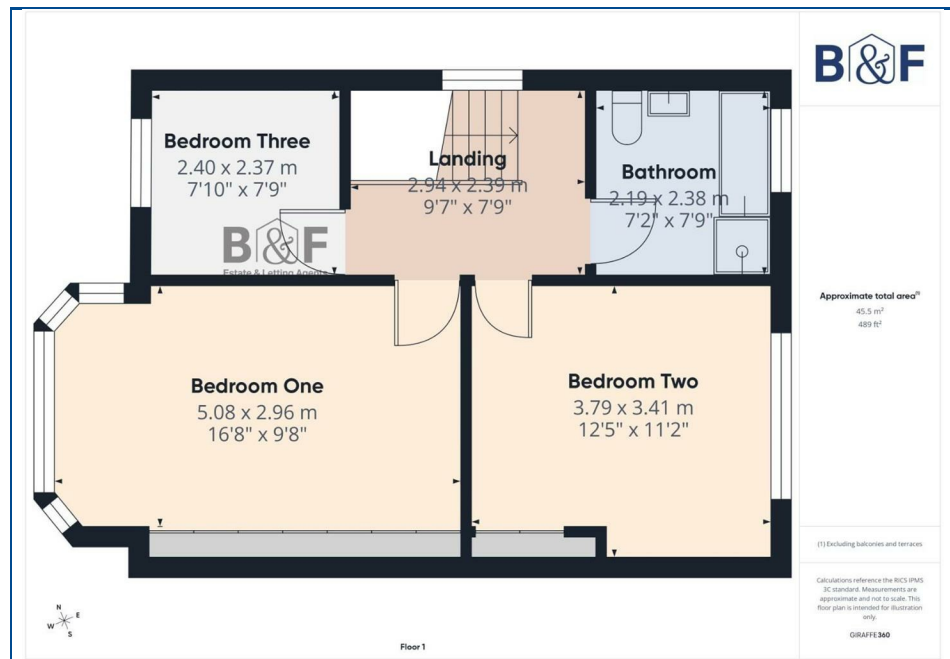 B&F
Bedroom Three
2.40 x 2.37 m
7'10" x 7'9"
Landing
2.94 x 2.39 m
9'7" x 7'9"
Bathroom
2.19 x 2.38 m
7'2" x 7'9"
B&F
Estate & Letting Agents
Bedroom One
5.08 x 2.96 m
16'8" x 9'8"
Bedroom Two
3.79 x 3.41 m
12'5" x 11'2"
Approximate total area⁽¹⁾
45.5 m²
489 ft²
(1) Excluding balconies and terraces
Calculations reference the RICS IPMS
3C standard. Measurements are
approximate and not to scale. This
floor plan is intended for illustration
only.
GIRAFFE360
N
E
W
S
Floor 1